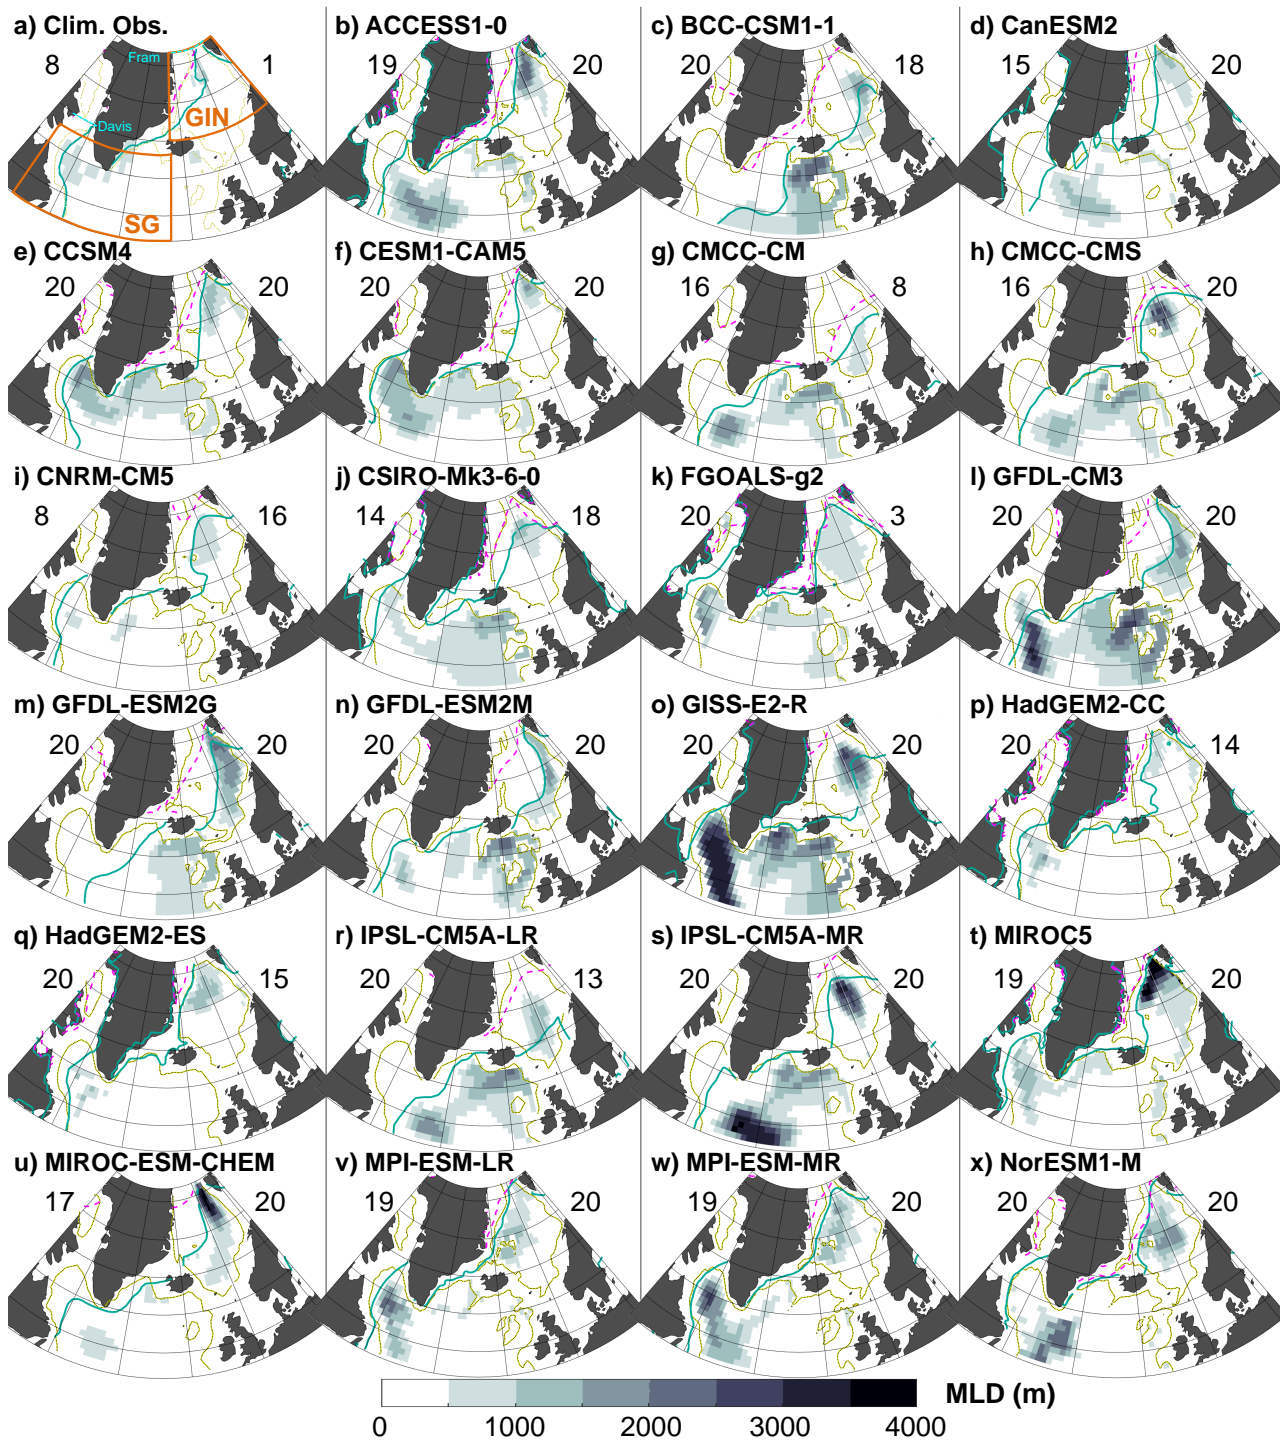 a) Clim. Obs.
8
Fram
1
Davis
GIN
SG
b) ACCESS1-0
19
20
c) BCC-CSM1-1
20
18
d) CanESM2
15
20
e) CCSM4
20
20
f) CESM1-CAM5
20
20
g) CMCC-CM
16
8
h) CMCC-CMS
16
20
i) CNRM-CM5
8
16
j) CSIRO-Mk3-6-0
14
18
k) FGOALS-g2
20
3
l) GFDL-CM3
20
20
m) GFDL-ESM2G
20
20
n) GFDL-ESM2M
20
20
o) GISS-E2-R
20
20
p) HadGEM2-CC
20
14
q) HadGEM2-ES
20
15
r) IPSL-CM5A-LR
20
13
s) IPSL-CM5A-MR
20
20
t) MIROC5
19
20
u) MIROC-ESM-CHEM
17
20
v) MPI-ESM-LR
19
20
w) MPI-ESM-MR
19
20
x) NorESM1-M
20
20
MLD (m)
0 1000 2000 3000 4000